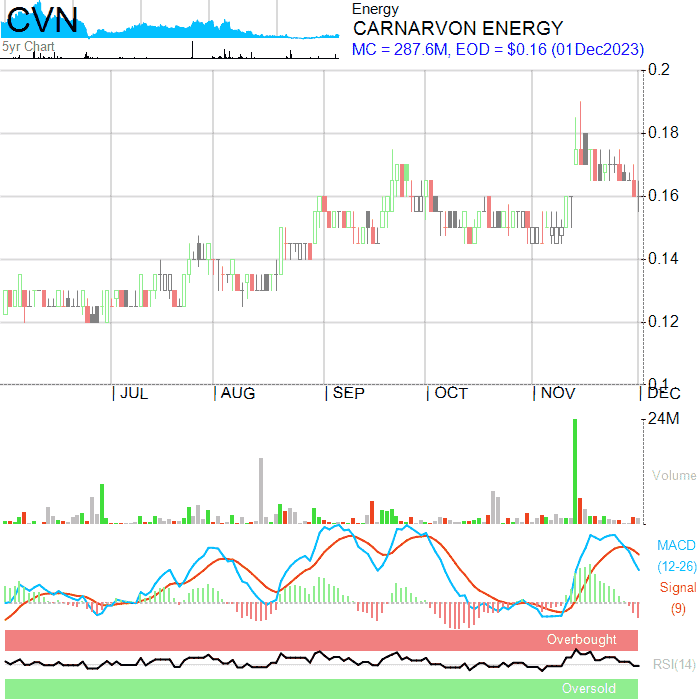 CVN
5yr Chart
Energy
CARNARVON ENERGY
MC = 287.6M, EOD = $0.16 (01Dec2023)
0.2
0.18
0.16
0.14
0.12
0.1
JUL AUG SEP OCT NOV DEC
24M
Volume
MACD
(12-26)
Signal
(9)
Overbought
RSI(14)
Oversold